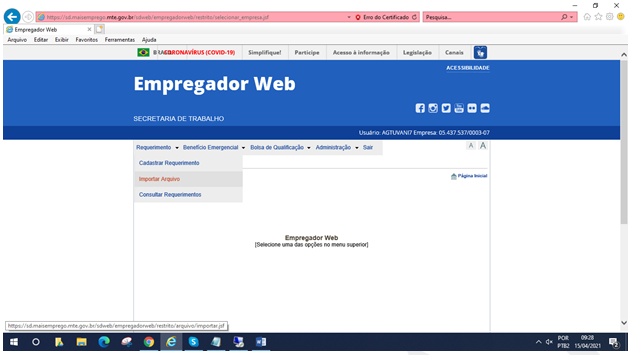 https://sd.maisemprego.mte.gov.br/sdweb/empregadorweb/restrito/selecionar_empresa.jsf
Erro do Certificado
Pesquisa...
Empregador Web
Arquivo Editar Exibir Favoritos Ferramentas Ajuda
CORONAVÍRUS (COVID-19) Simplifique! Participe Acesso à informação Legislação Canais
ACESSIBILIDADE
Empregador Web
SECRETARIA DE TRABALHO
Usuário: AGTUVANI7 Empresa: 05.437.537/0003-07
Requerimento Benefício Emergencial Bolsa de Qualificação Administração Sair
A A
Cadastrar Requerimento
Importar Arquivo
Página Inicial
Consultar Requerimentos
Empregador Web
[Selecione uma das opções no menu superior]
https://sd.maisemprego.mte.gov.br/sdweb/empregadorweb/restrito/arquivo/importar.jsf
POR
PTB2
09:28
15/04/2021
2